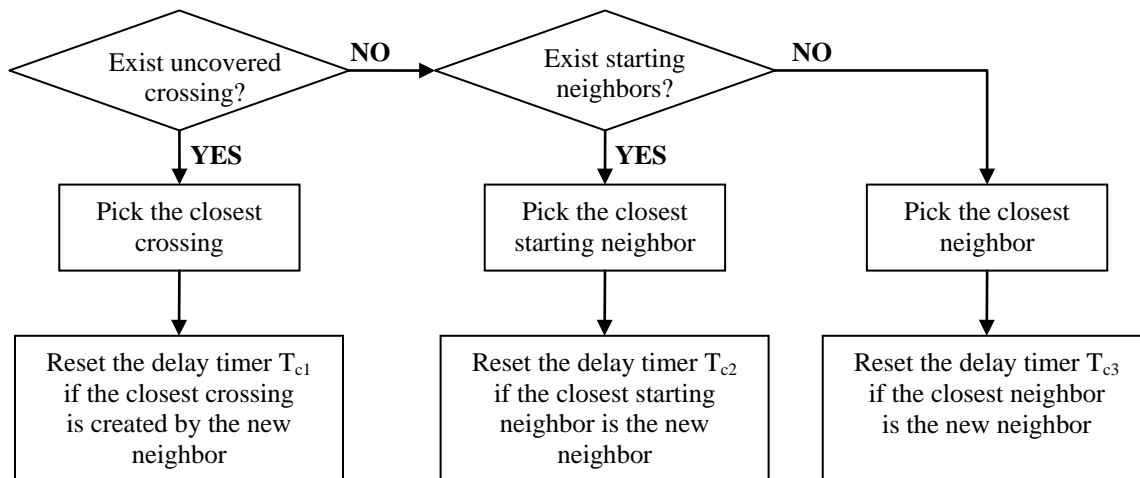 Exist uncovered
crossing?
NO
Exist starting
neighbors?
NO
YES
YES
Pick the closest
crossing
Pick the closest
starting neighbor
Pick the closest
neighbor
Reset the delay timer Tc1
if the closest crossing
is created by the new
neighbor
Reset the delay timer Tc2
if the closest starting
neighbor is the new
neighbor
Reset the delay timer Tc3
if the closest neighbor
is the new neighbor